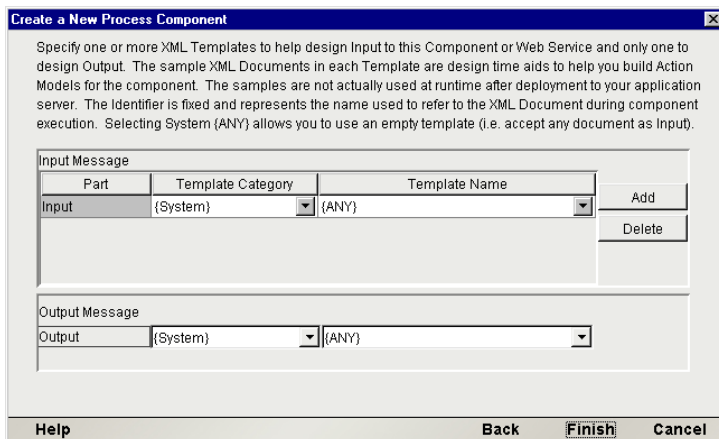 Create a New Process Component
Specify one or more XML Templates to help design Input to this Component or Web Service and only one to
design Output. The sample XML Documents in each Template are design time aids to help you build Action
Models for the component. The samples are not actually used at runtime after deployment to your application
server. The Identifier is fixed and represents the name used to refer to the XML Document during component
execution. Selecting System {ANY} allows you to use an empty template (i.e. accept any document as Input).
Input Message
Part Template Category Template Name
Add
Input {System} {ANY}
Delete
Output Message
Output {System} {ANY}
Help Back Finish Cancel